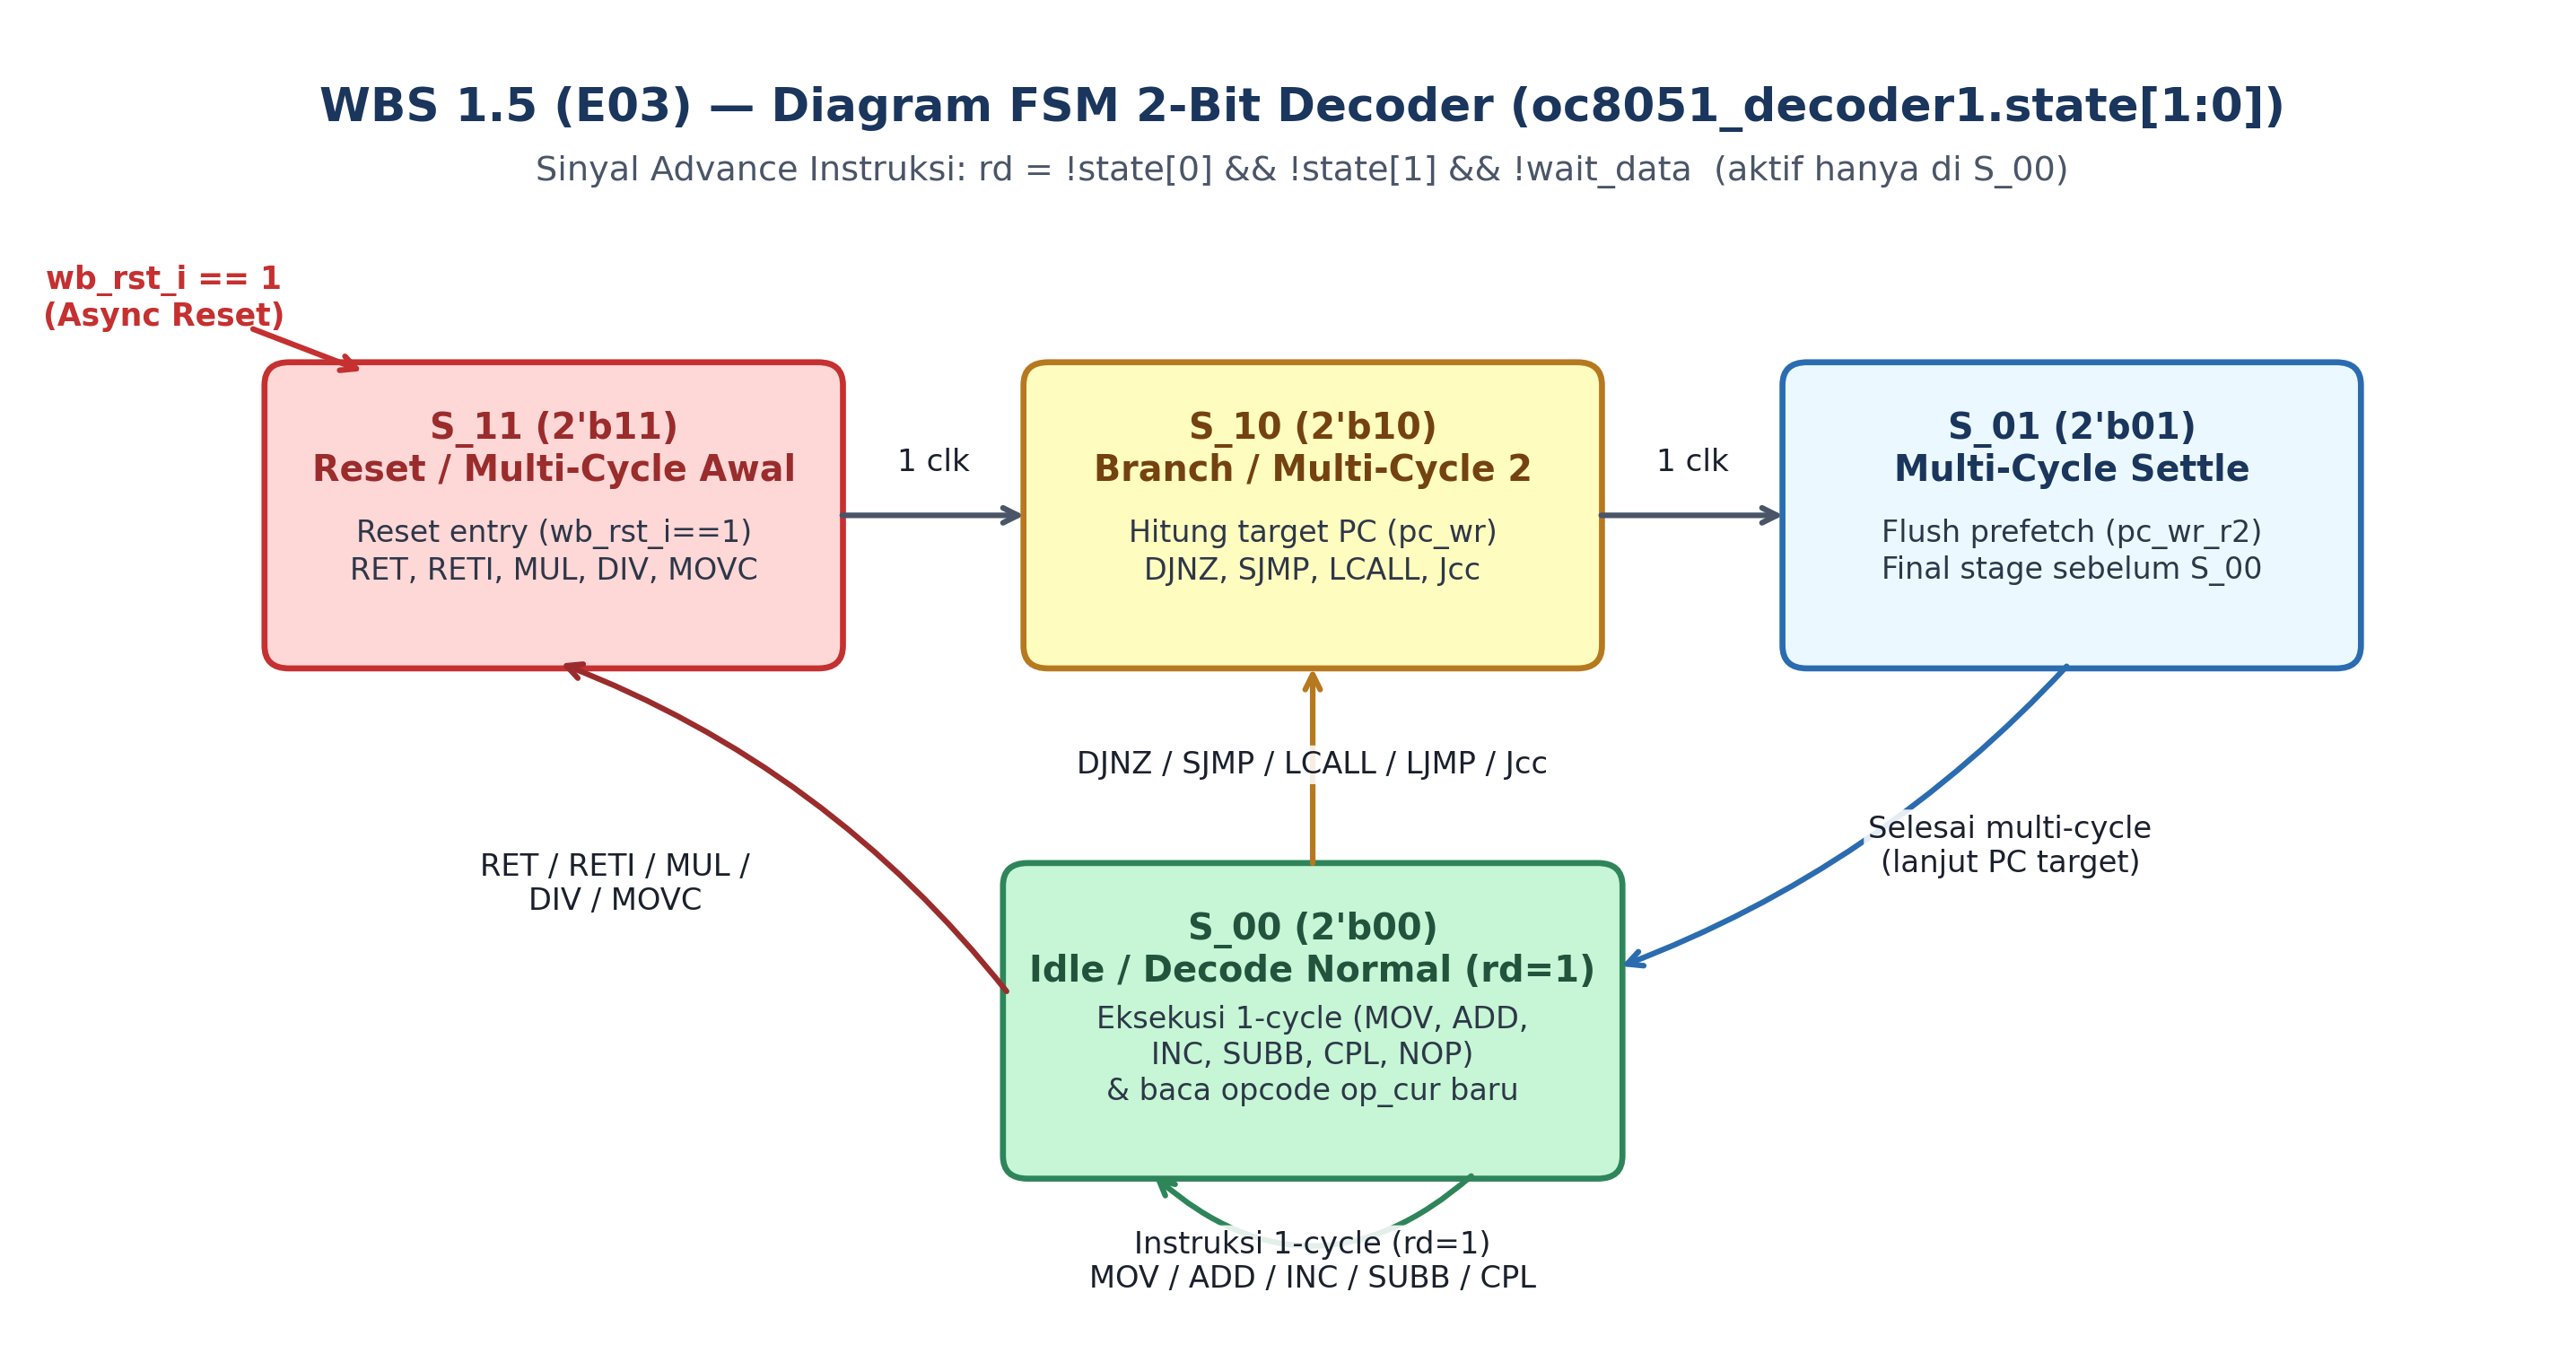 WBS 1.5 (E03) — Diagram FSM 2-Bit Decoder (oc8051_decoder1.state[1:0])
Sinyal Advance Instruksi: rd = !state[0] && !state[1] && !wait_data  (aktif hanya di S_00)
wb_rst_i == 1
(Async Reset)
S_11 (2'b11)
Reset / Multi-Cycle Awal
Reset entry (wb_rst_i==1)
RET, RETI, MUL, DIV, MOVC
1 clk
S_10 (2'b10)
Branch / Multi-Cycle 2
Hitung target PC (pc_wr)
DJNZ, SJMP, LCALL, Jcc
1 clk
S_01 (2'b01)
Multi-Cycle Settle
Flush prefetch (pc_wr_r2)
Final stage sebelum S_00
DJNZ / SJMP / LCALL / LJMP / Jcc
RET / RETI / MUL /
DIV / MOVC
Selesai multi-cycle
(lanjut PC target)
S_00 (2'b00)
Idle / Decode Normal (rd=1)
Eksekusi 1-cycle (MOV, ADD,
INC, SUBB, CPL, NOP)
& baca opcode op_cur baru
Instruksi 1-cycle (rd=1)
MOV / ADD / INC / SUBB / CPL